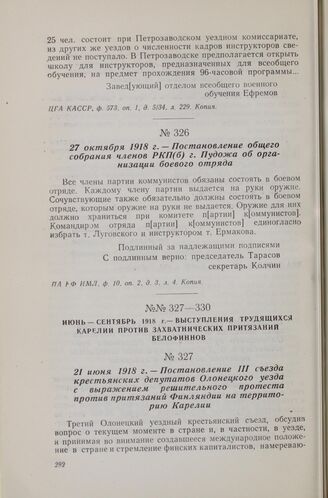 25 чел. состоит при Петрозаводском уездном комиссариате,
из других же уездов о численности кадров инструкторов све-
дений не поступало. В Петрозаводске предполагается открыть
школу для инструкторов, предназначенных для всеобщего
обучения, на предмет прохождения 96-часовой программы...
Завед[ующий] отделом всеобщего военного
обучения Ефремов
ЦГА КАССР, ф. 573, оп. 1, д. 5/34, л. 229. Копия.
№ 326
27 октября 1918 г. — Постановление общего
собрания членов РКП(б) г. Пудожа об орга-
низации боевого отряда
Все члены партии коммунистов обязаны состоять в боевом
отряде. Каждому члену партии выдается на руки оружие.
Сочувствующие также обязательно должны состоять в боевом
отряде, которым оружие на руки не выдается. Оружие для них
должно храниться при комитете п[артии] к[оммунистов].
Командиром отряда п[артии] к[оммунистов] единогласно
избрать т. Луговского и инструктором т. Ермакова.
Подлинный за надлежащими подписями
С подлинным верно: председатель Тарасов
секретарь Колчин
ПА КФ ИМЛ, ф. 10, оп. 2, д. 3, л. 4. Копия.
№№ 327—330
ИЮНЬ — СЕНТЯБРЬ 1918 г.— ВЫСТУПЛЕНИЯ ТРУДЯЩИХСЯ
КАРЕЛИИ ПРОТИВ ЗАХВАТНИЧЕСКИХ ПРИТЯЗАНИЙ
БЕЛОФИННОВ
№ 327
21 июня 1918 г. — Постановление III съезда
крестьянских депутатов Олонецкого уезда
с выражением решительного протеста
против притязаний Финляндии на террито-
рию Карелии
Третий Олонецкий уездный крестьянский съезд, обсудив
вопрос о текущем моменте в стране и, в частности, в уезде,
и принимая во внимание создавшееся международное положе-
ние в стране и стремление финских капиталистов, намереваю-
292